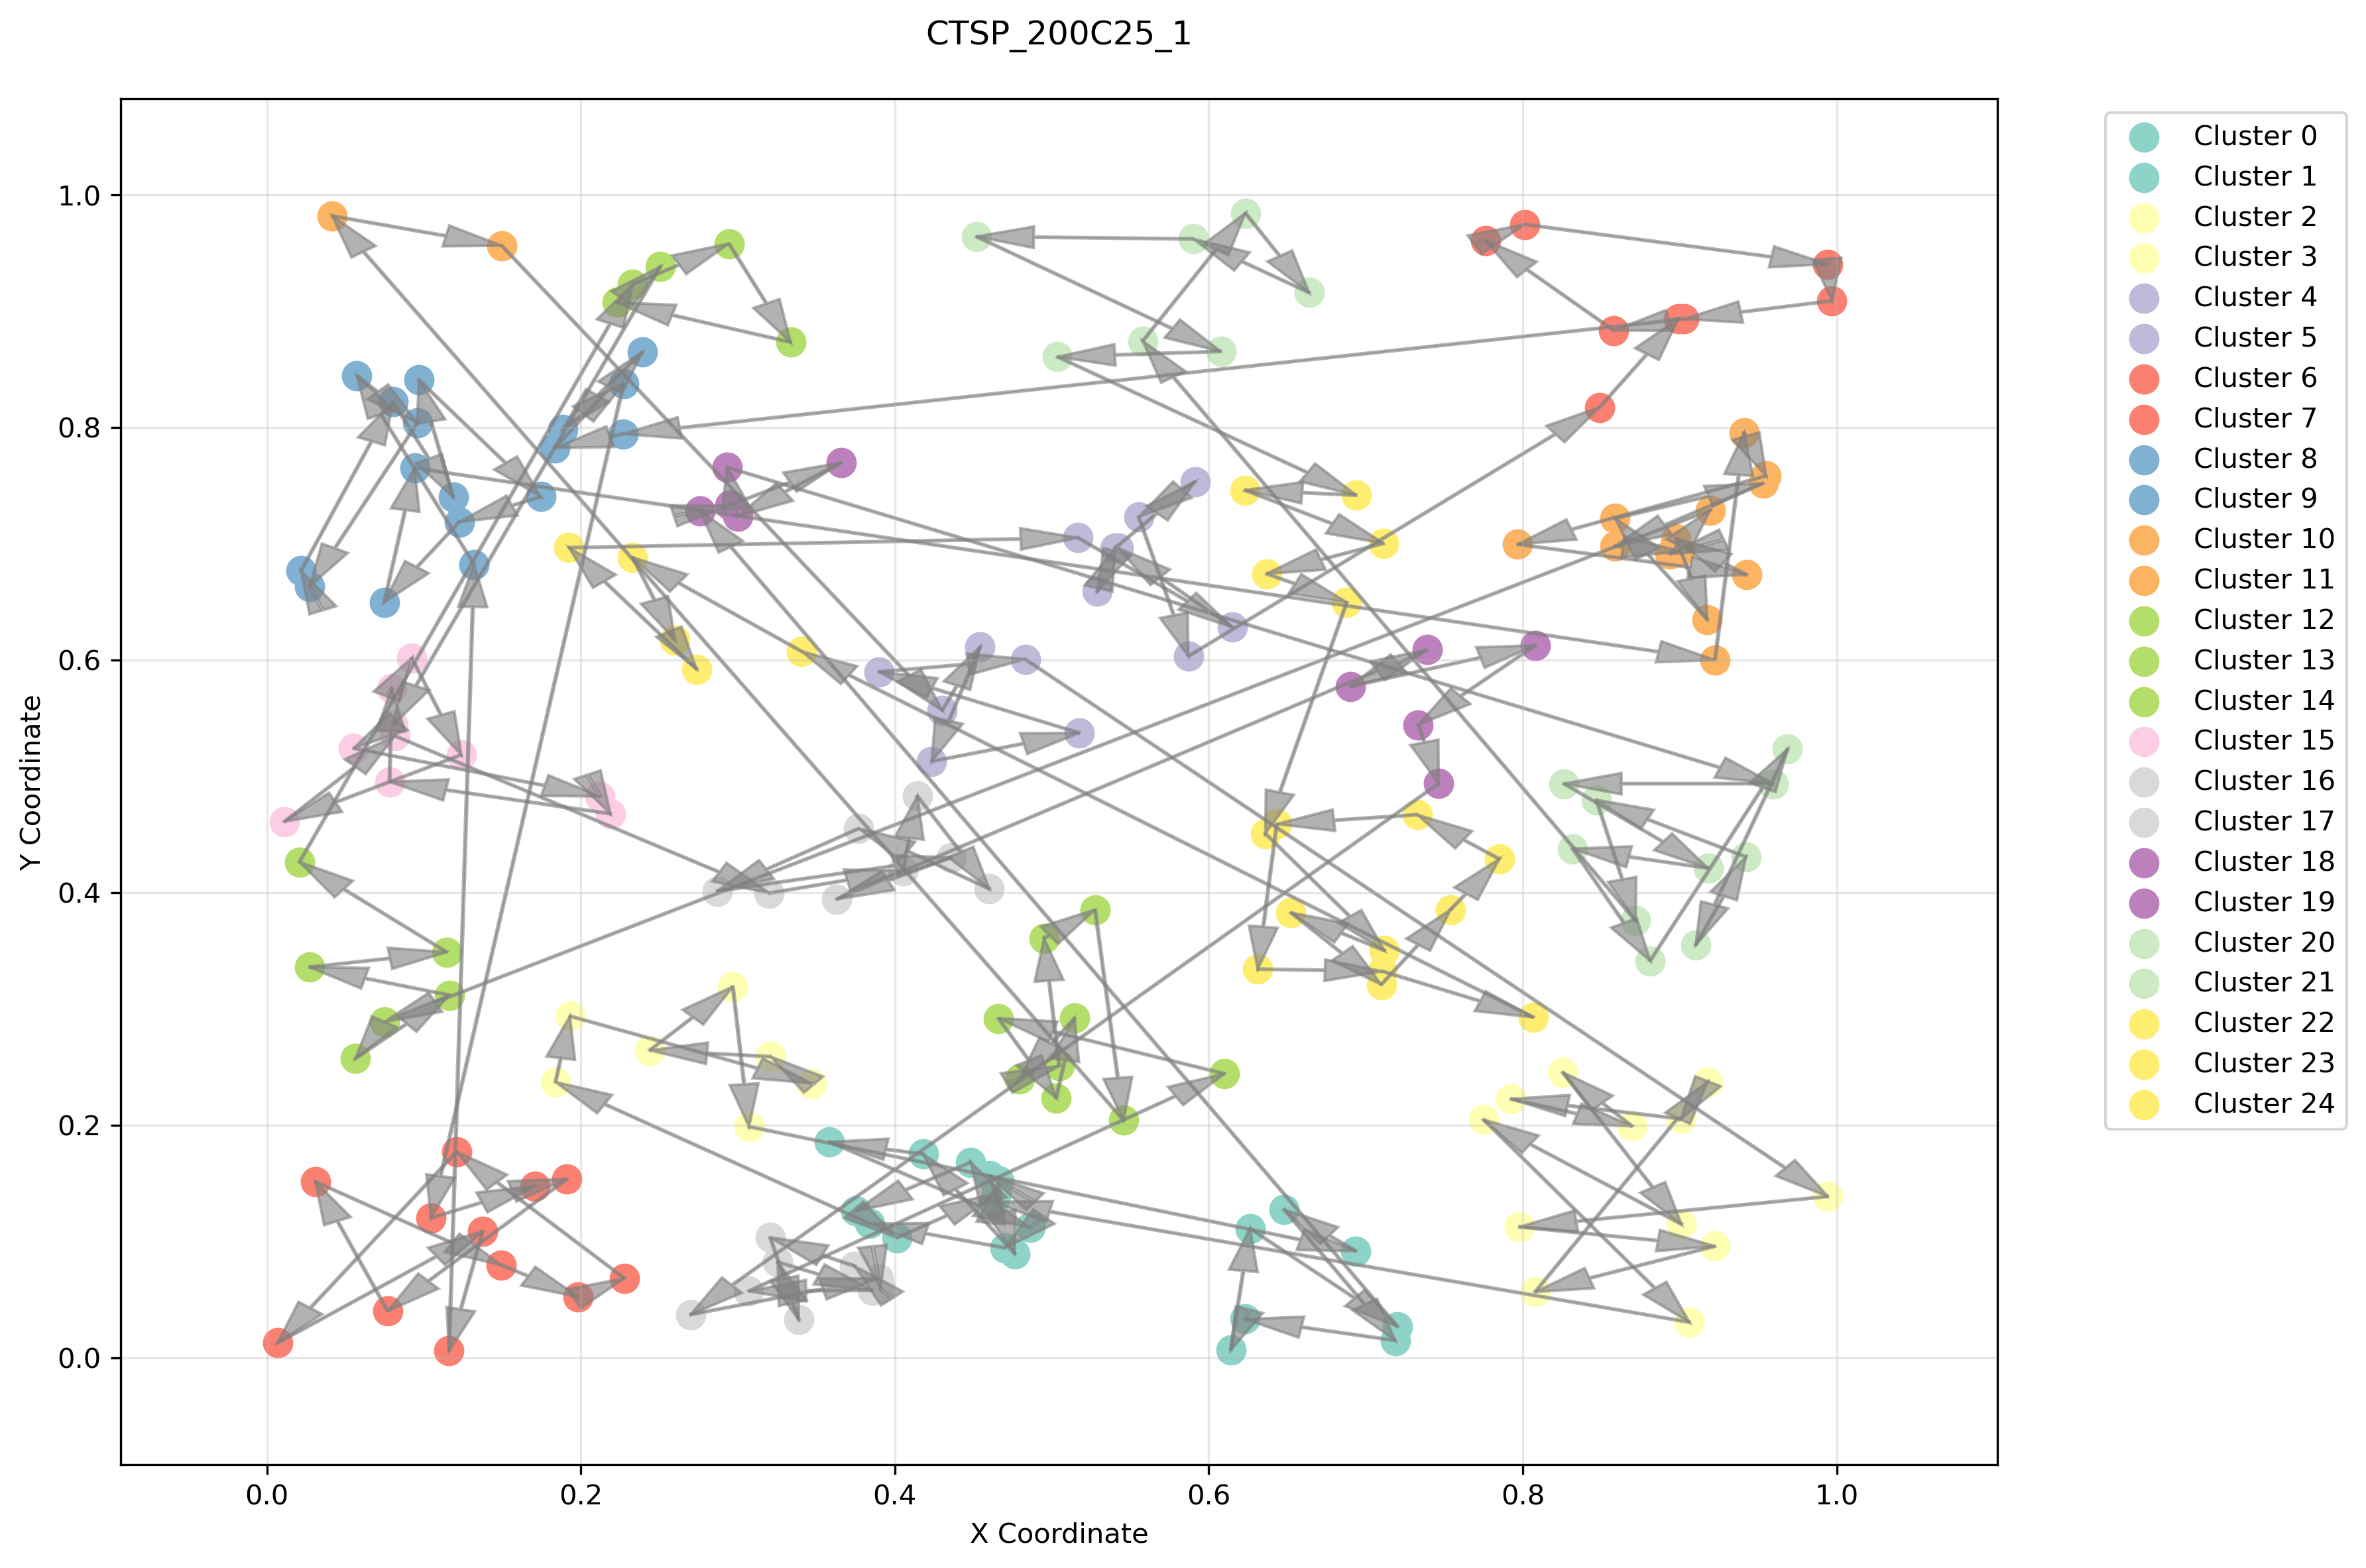 CTSP_200C25_1
1.0
0.8
0.6
0.4
0.2
0.0
Y Coordinate
0.0
0.2
0.4
0.6
0.8
1.0
X Coordinate
Cluster 0
Cluster 1
Cluster 2
Cluster 3
Cluster 4
Cluster 5
Cluster 6
Cluster 7
Cluster 8
Cluster 9
Cluster 10
Cluster 11
Cluster 12
Cluster 13
Cluster 14
Cluster 15
Cluster 16
Cluster 17
Cluster 18
Cluster 19
Cluster 20
Cluster 21
Cluster 22
Cluster 23
Cluster 24